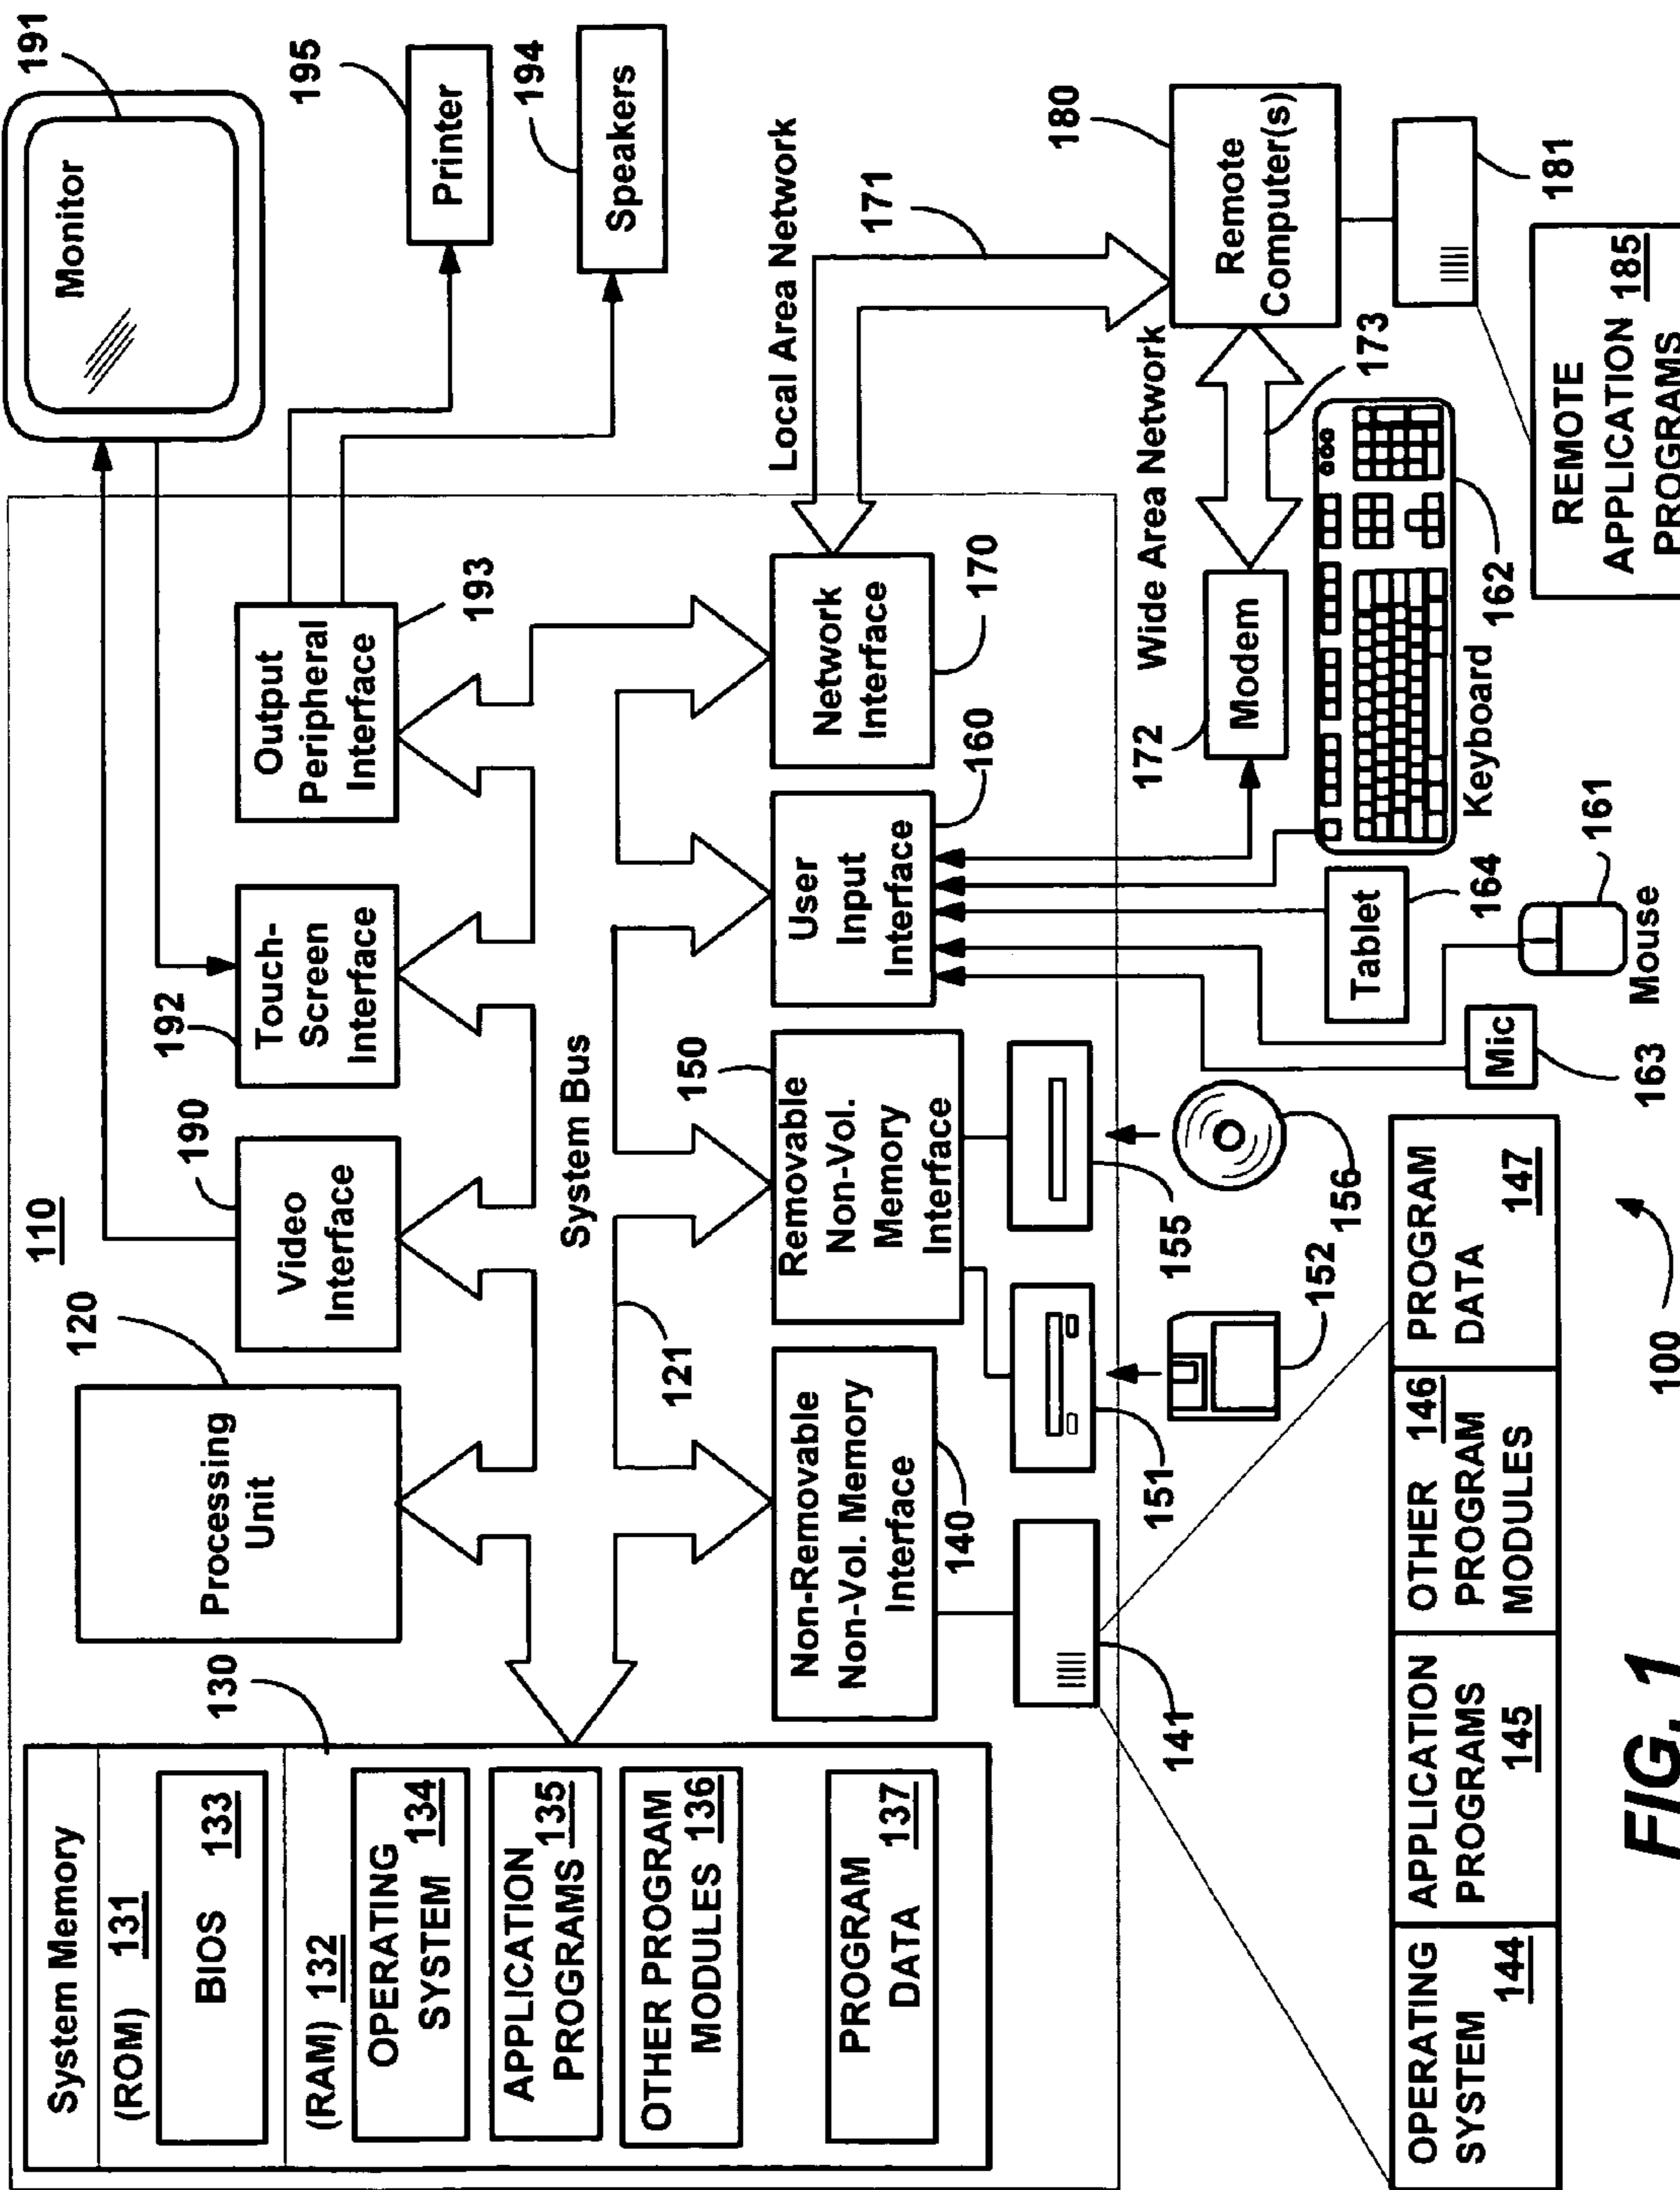 110
System Memory
(ROM) 131
BIOS 133
(RAM) 132
OPERATING
SYSTEM 134
APPLICATION
PROGRAMS 135
OTHER PROGRAM
MODULES 136
PROGRAM
DATA 137
130
Processing
Unit
120
Video
Interface
190
Touch-
Screen
Interface
192
Output
Peripheral
Interface
193
Monitor
191
Printer
195
Speakers
194
System Bus
121
Non-Removable
Non-Vol. Memory
Interface
140
Removable
Non-Vol.
Memory
Interface
150
User
Input
Interface
160
Network
Interface
170
Local Area Network
171
141
151
152
155
156
172
Modem
Wide Area Network
173
Remote
Computer(s)
180
181
Mic
163
Mouse
161
Tablet
164
Keyboard
162
OPERATING
SYSTEM
144
APPLICATION
PROGRAMS
145
OTHER 146
PROGRAM
MODULES
PROGRAM
DATA
147
REMOTE
APPLICATION 185
PROGRAMS
100
FIG. 1